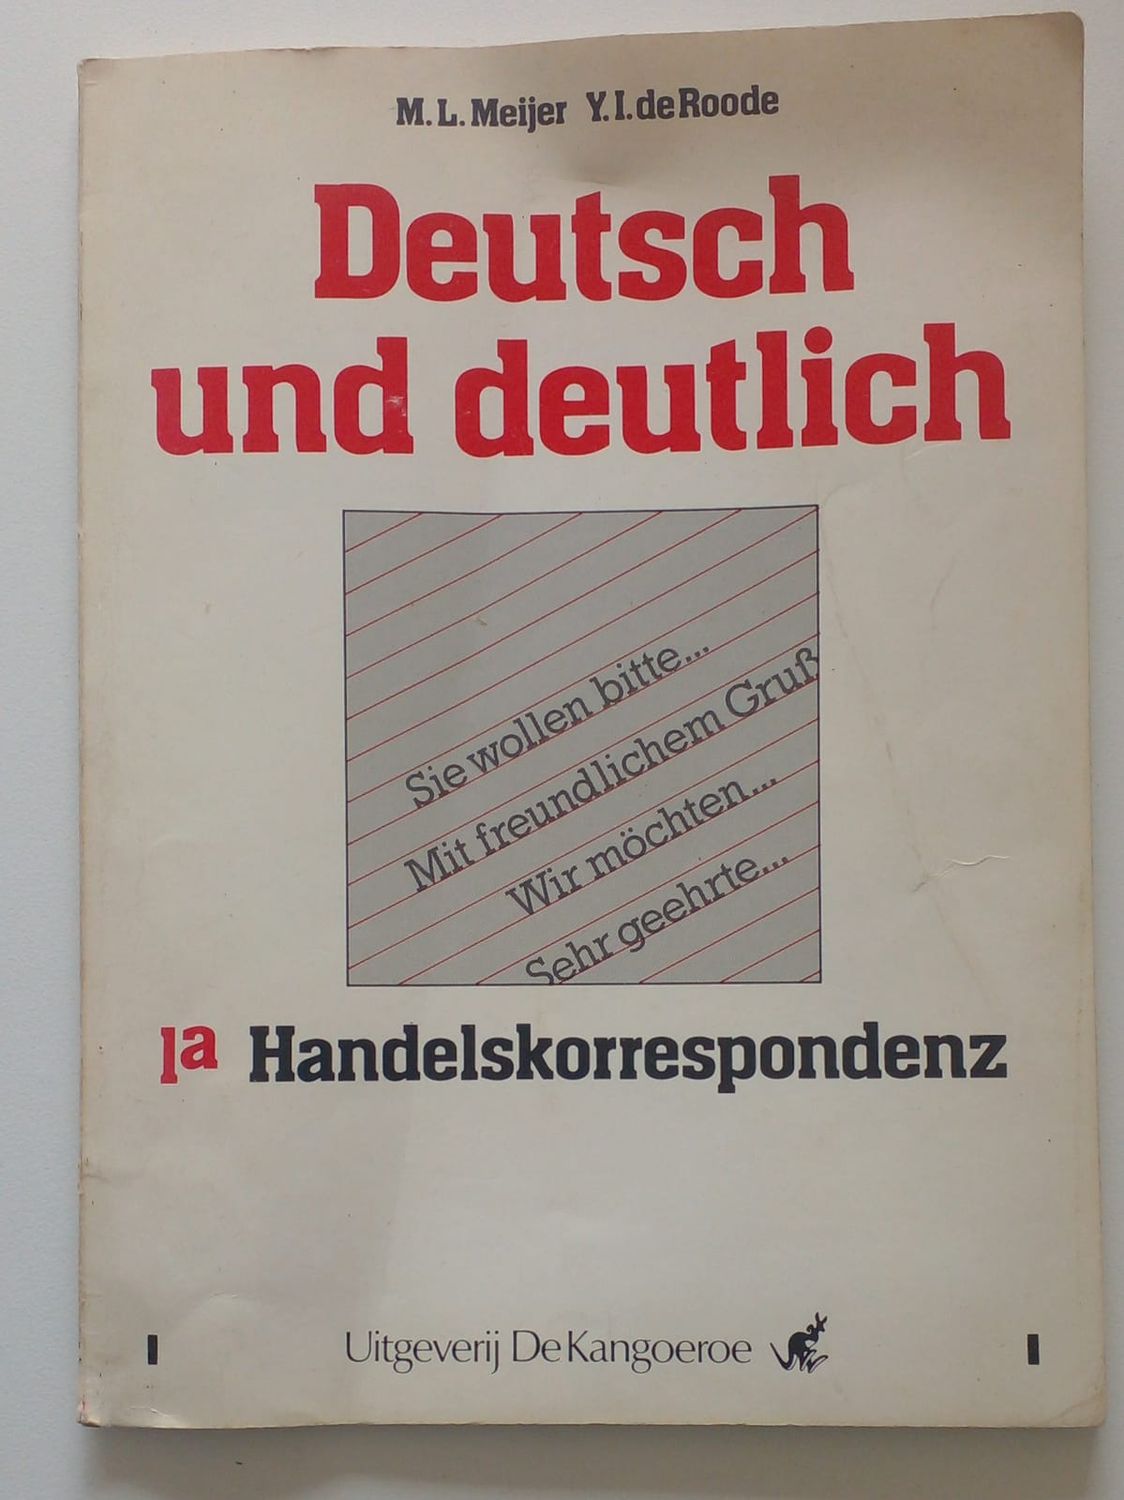 M. L. Meijer Y. I. de Roode
Deutsch
und deutlich
Sie wollen bitte...
Mit freundlichem Gruß
Wir möchten...
Sehr geehrte...
1a Handelskorrespondenz
Uitgeverij De Kangoeroe